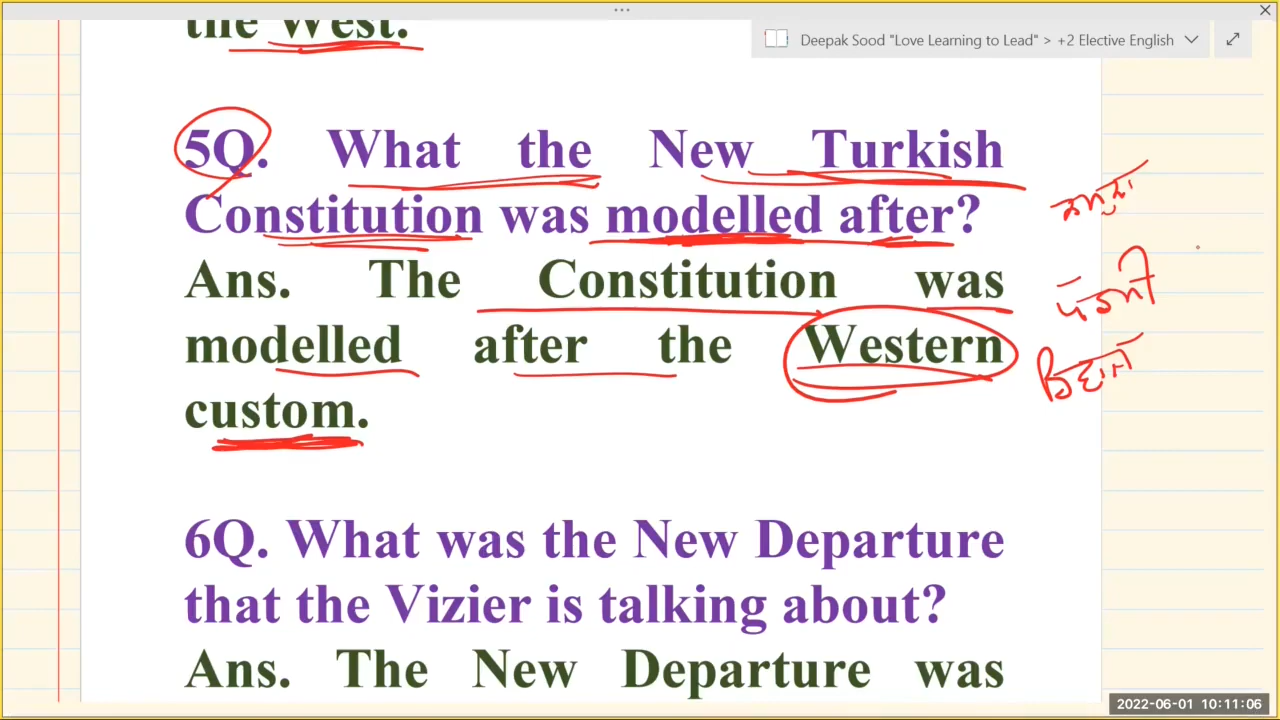 the West.
Deepak Sood "Love Learning to Lead" > +2 Elective English
5Q. What the New Turkish
Constitution was modelled after?
Ans. The Constitution was
modelled after the Western
custom.
6Q. What was the New Departure
that the Vizier is talking about?
Ans. The New Departure was
2022-06-01 10:11:06